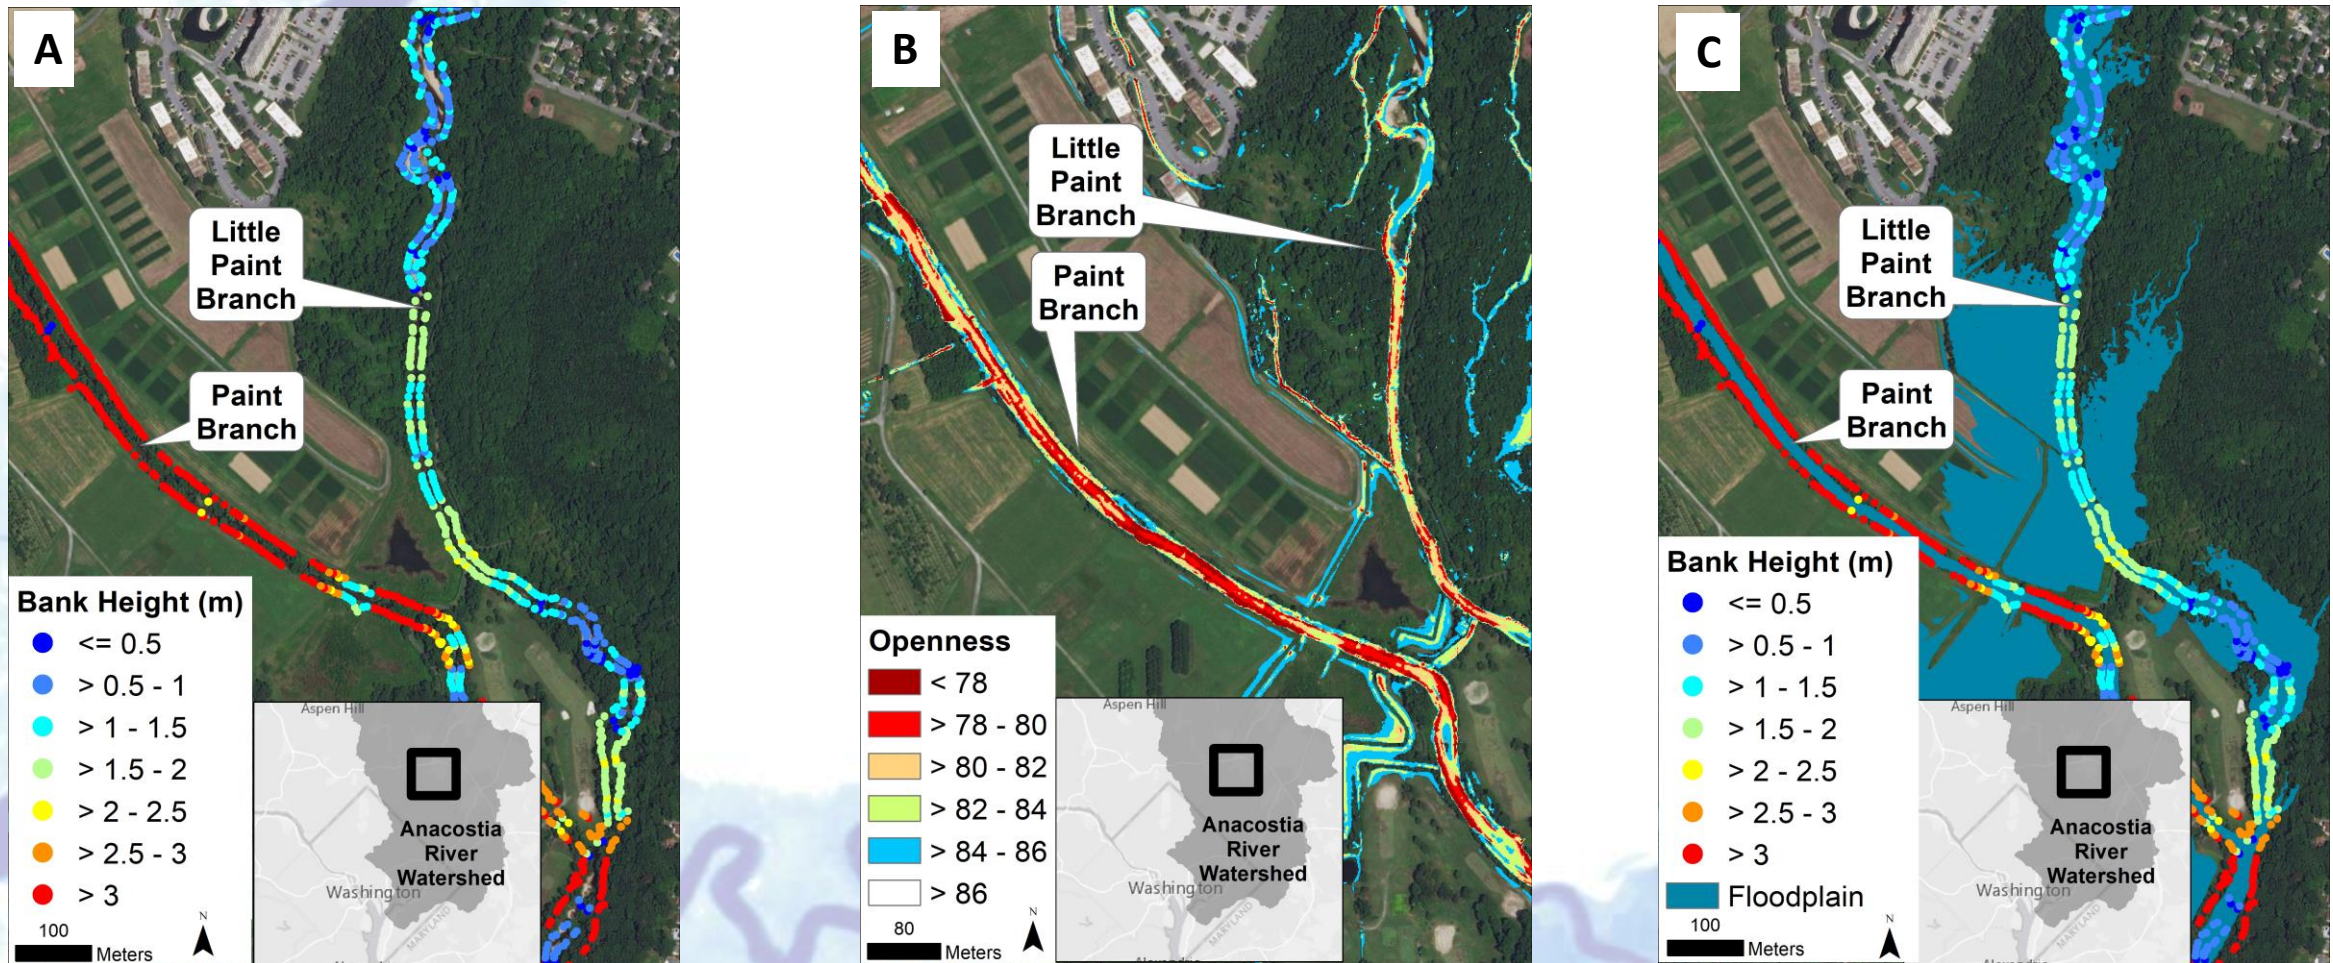 A
Little
Paint
Branch
Paint
Branch
Bank Height (m)
<= 0.5
> 0.5 - 1
> 1 - 1.5
> 1.5 - 2
> 2 - 2.5
> 2.5 - 3
> 3
100
Meters
N
Aspen Hill
Anacostia
River
Watershed
Washington
MARYLAND
B
Little
Paint
Branch
Paint
Branch
Openness
< 78
> 78 - 80
> 80 - 82
> 82 - 84
> 84 - 86
> 86
80
Meters
N
Aspen Hill
Anacostia
River
Watershed
Washington
MARYLAND
C
Little
Paint
Branch
Paint
Branch
Bank Height (m)
<= 0.5
> 0.5 - 1
> 1 - 1.5
> 1.5 - 2
> 2 - 2.5
> 2.5 - 3
> 3
Floodplain
100
Meters
N
Aspen Hill
Anacostia
River
Watershed
Washington
MARYLAND